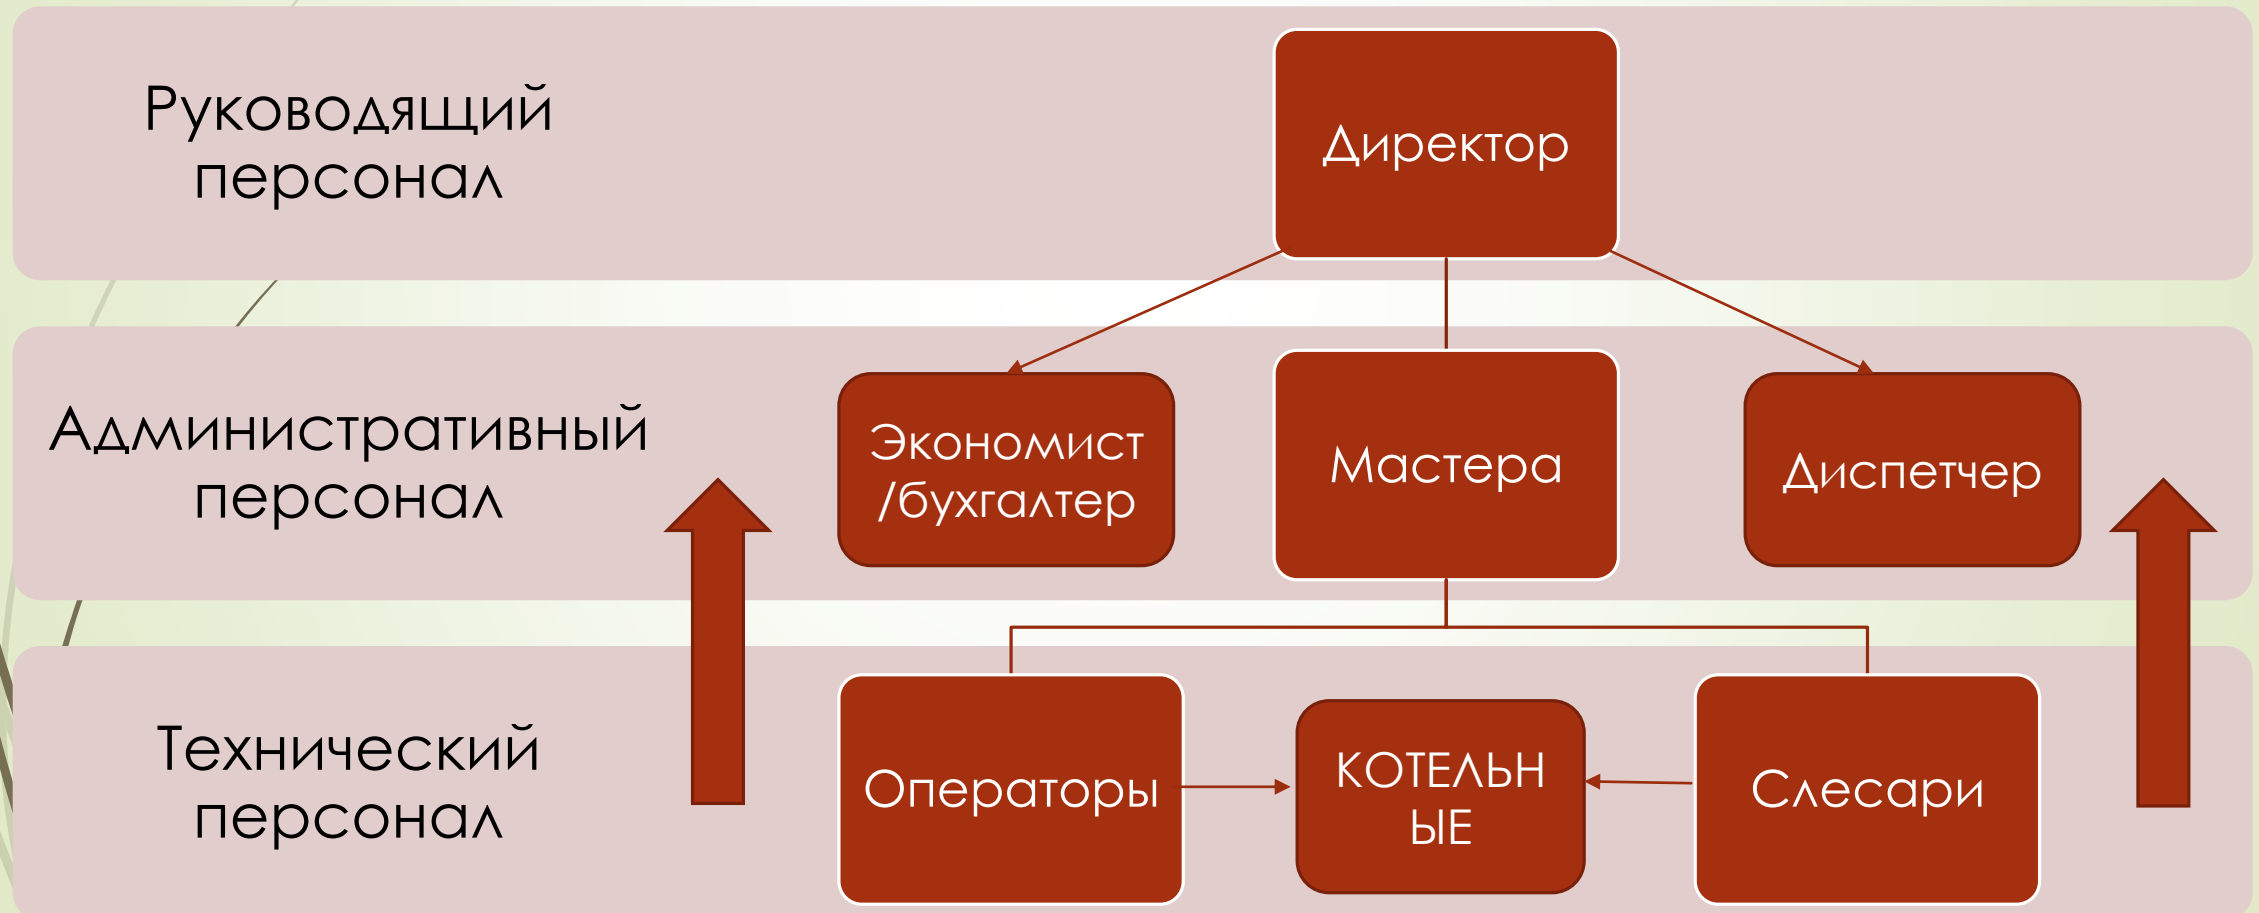 Руководящий
персонал
Директор
Административный
персонал
Экономист
/бухгалтер
Мастера
Диспетчер
Технический
персонал
Операторы
КОТЕЛЬН
ЫЕ
Слесари